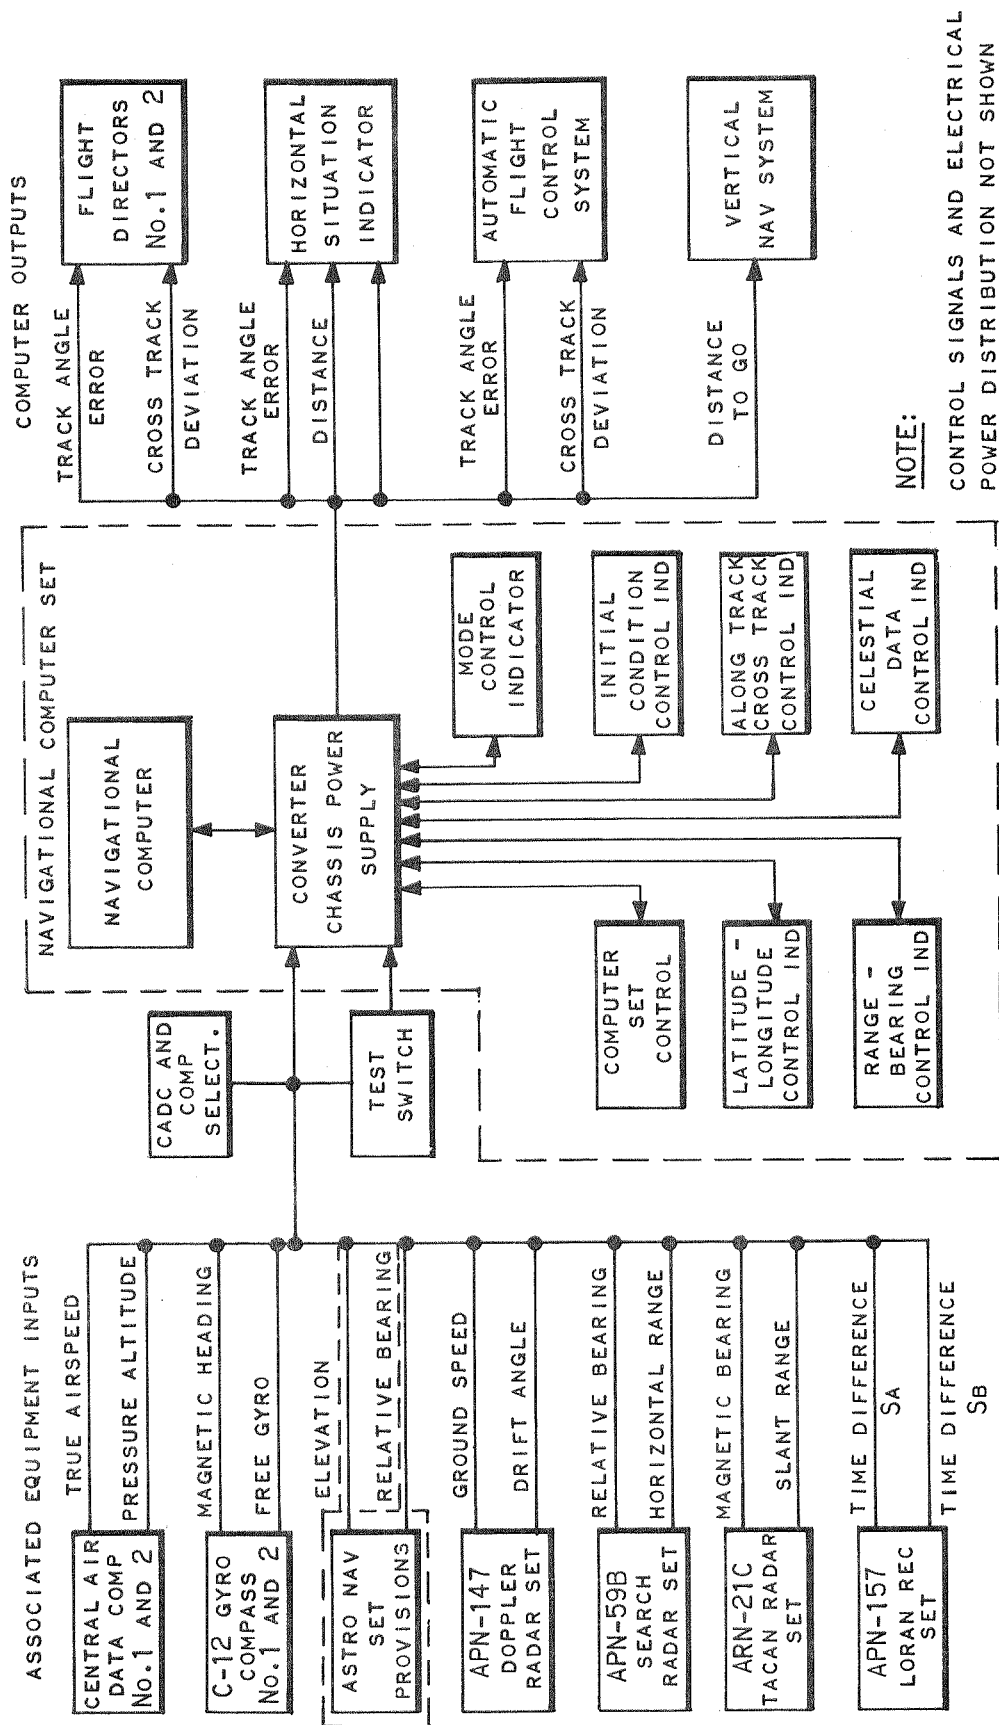 ASSOCIATED EQUIPMENT INPUTS
CENTRAL AIR
DATA COMP
No.1 AND 2
TRUE AIRSPEED
PRESSURE ALTITUDE
C-12 GYRO
COMPASS
No.1 AND 2
MAGNETIC HEADING
FREE GYRO
ASTRO NAV
SET
PROVISIONS
ELEVATION
RELATIVE BEARING
APN-147
DOPPLER
RADAR SET
GROUND SPEED
DRIFT ANGLE
APN-59B
SEARCH
RADAR SET
RELATIVE BEARING
HORIZONTAL RANGE
ARN-21C
TACAN RADAR
SET
MAGNETIC BEARING
SLANT RANGE
APN-157
LORAN REC
SET
TIME DIFFERENCE
SA
TIME DIFFERENCE
SB
CADC AND
COMP
SELECT.
TEST
SWITCH
NAVIGATIONAL COMPUTER SET
NAVIGATIONAL
COMPUTER
CONVERTER
CHASSIS POWER
SUPPLY
COMPUTER
SET
CONTROL
LATITUDE -
LONGITUDE
CONTROL IND
RANGE -
BEARING
CONTROL IND
MODE
CONTROL
INDICATOR
INITIAL
CONDITION
CONTROL IND
ALONG TRACK
CROSS TRACK
CONTROL IND
CELESTIAL
DATA
CONTROL IND
COMPUTER OUTPUTS
TRACK ANGLE
ERROR
CROSS TRACK
DEVIATION
FLIGHT
DIRECTORS
No.1 AND 2
TRACK ANGLE
ERROR
DISTANCE
HORIZONTAL
SITUATION
INDICATOR
TRACK ANGLE
ERROR
CROSS TRACK
DEVIATION
AUTOMATIC
FLIGHT
CONTROL
SYSTEM
DISTANCE
TO GO
VERTICAL
NAV SYSTEM
NOTE:
CONTROL SIGNALS AND ELECTRICAL
POWER DISTRIBUTION NOT SHOWN